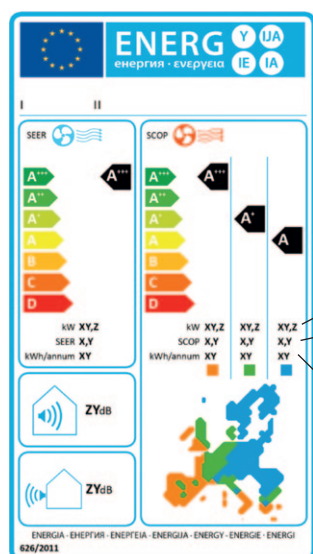 ENERG Y IJA
енергия · ενεργεια IE IA
I II
SEER
A+++ A+++
A++
A+
A
B
C
D
kW XY,Z
SEER X,Y
kWh/annum XY
SCOP
A+++ A+++
A++
A+ A+
A A
B
C
D
kW XY,Z XY,Z XY,Z
SCOP X,Y X,Y X,Y
kWh/annum XY XY XY
ZYdB
ZYdB
ENERGIA - ЕНЕРГИЯ - ΕΝΕΡΓΕΙΑ - ENERGIJA - ENERGY - ENERGIE - ENERGI
626/2011